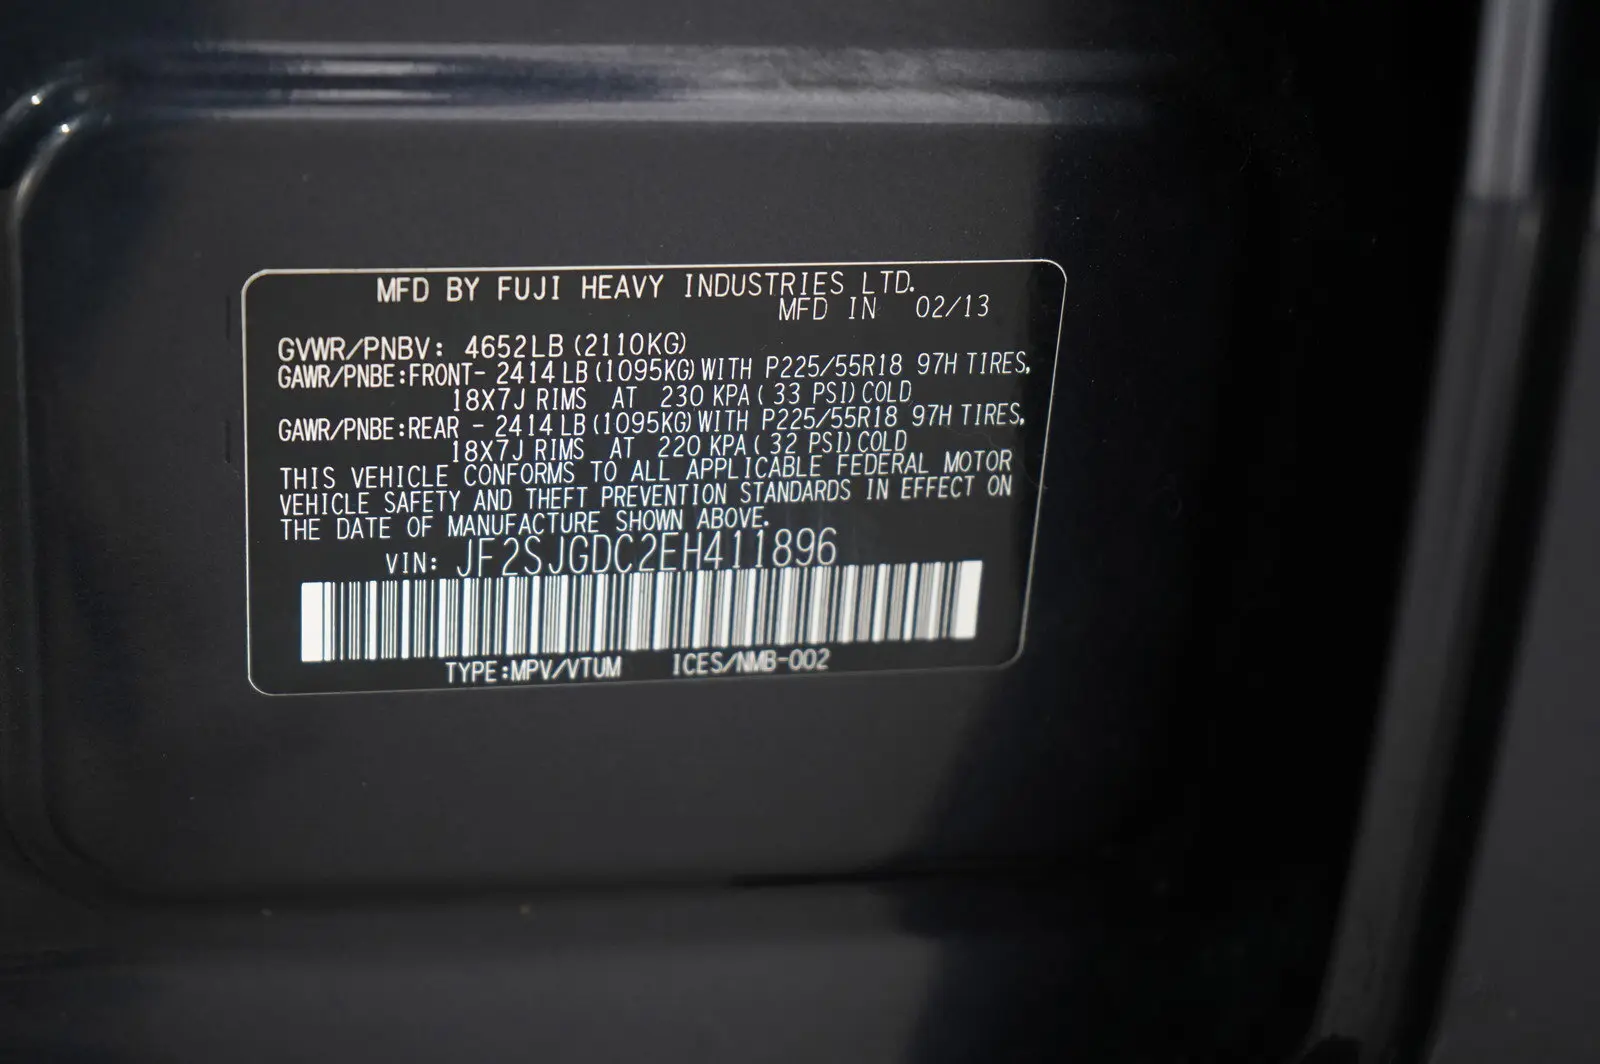 MFD BY FUJI HEAVY INDUSTRIES LTD.
MFD IN 02/13
GVWR/PNBV: 4652LB (2110KG)
GAWR/PNBE:FRONT- 2414LB (1095KG) WITH P225/55R18 97H TIRES,
18X7J RIMS AT 230 KPA( 33 PSI) COLD
GAWR/PNBE:REAR - 2414LB (1095KG) WITH P225/55R18 97H TIRES,
18X7J RIMS AT 220 KPA( 32 PSI) COLD
THIS VEHICLE CONFORMS TO ALL APPLICABLE FEDERAL MOTOR
VEHICLE SAFETY AND THEFT PREVENTION STANDARDS IN EFFECT ON
THE DATE OF MANUFACTURE SHOWN ABOVE.
VIN: JF2SJGDC2EH411896
TYPE:MPV/VTUM ICES/NMB-002